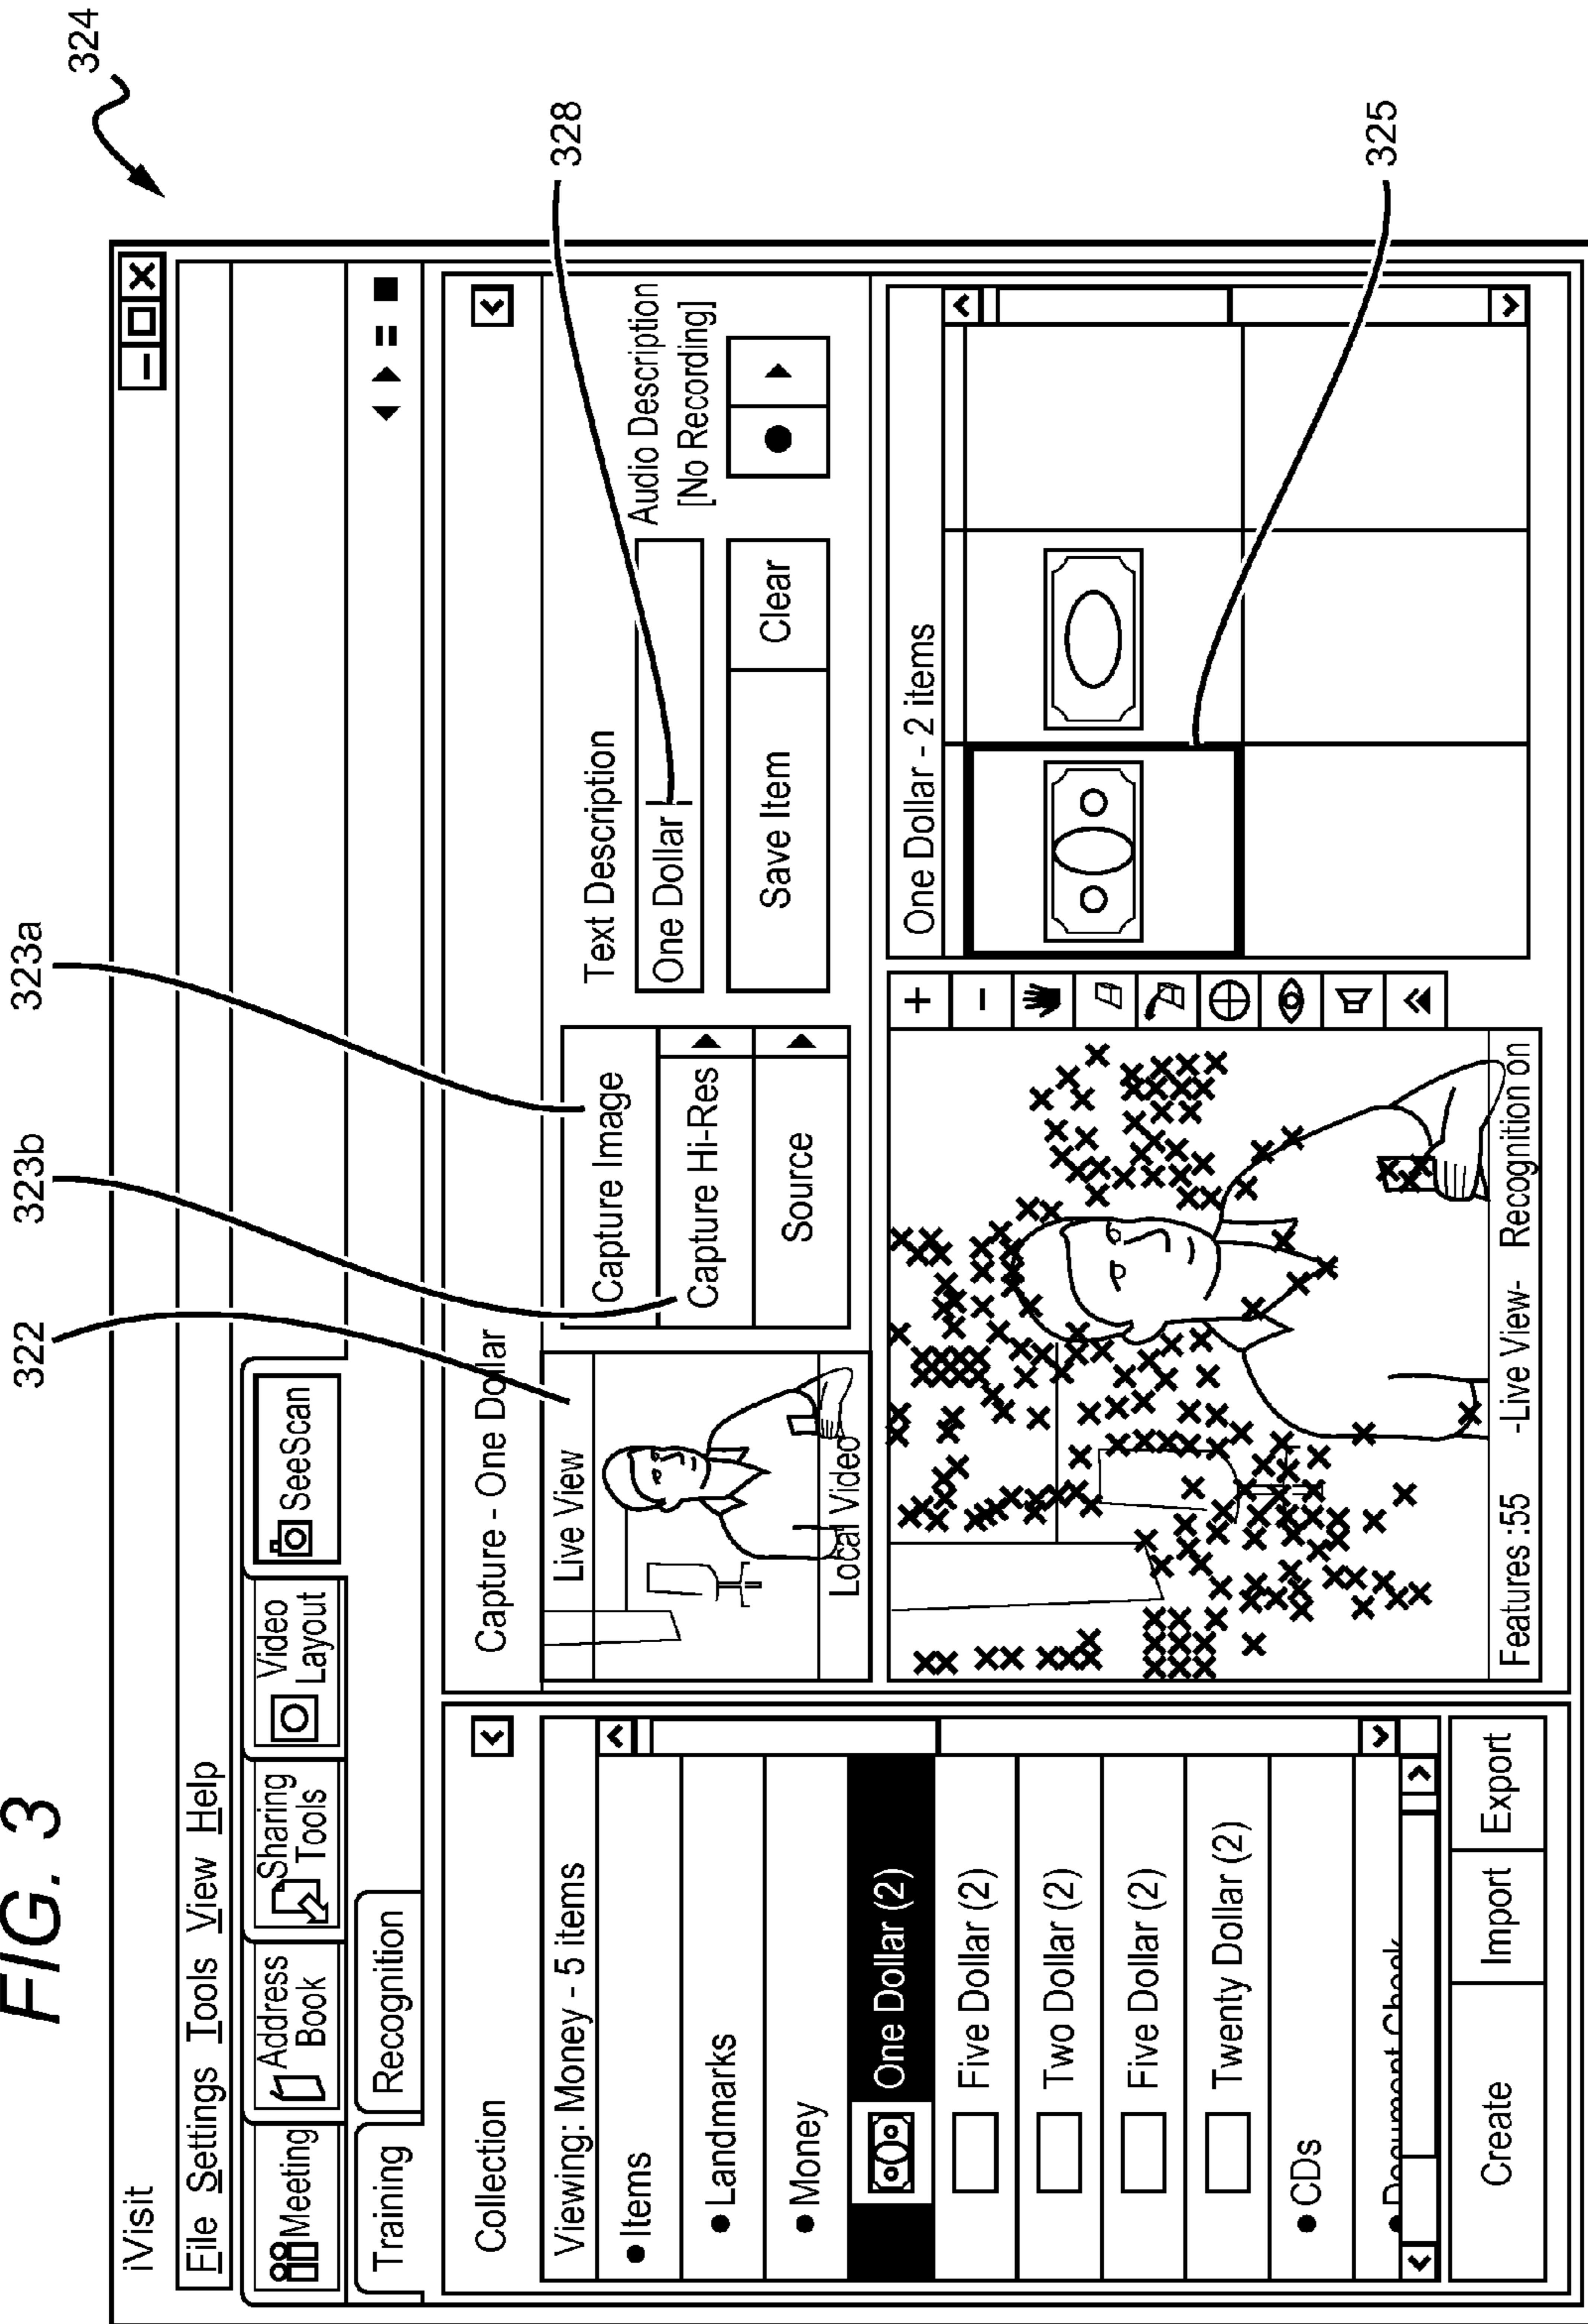 FIG. 3
322
323b
323a
324
328
325
iVisit
File Settings Tools View Help
Meeting
Address
Book
Sharing
Tools
Video
Layout
SeeScan
Training
Recognition
Collection
Viewing: Money - 5 items
• Items
• Landmarks
• Money
One Dollar (2)
Five Dollar (2)
Two Dollar (2)
Five Dollar (2)
Twenty Dollar (2)
• CDs
• Document Check
Create
Import
Export
Capture - One Dollar
Live View
Local Video
Capture Image
Capture Hi-Res
Source
Text Description
One Dollar
Save Item
Clear
Audio Description
[No Recording]
Features :55 -Live View- Recognition on
One Dollar - 2 items